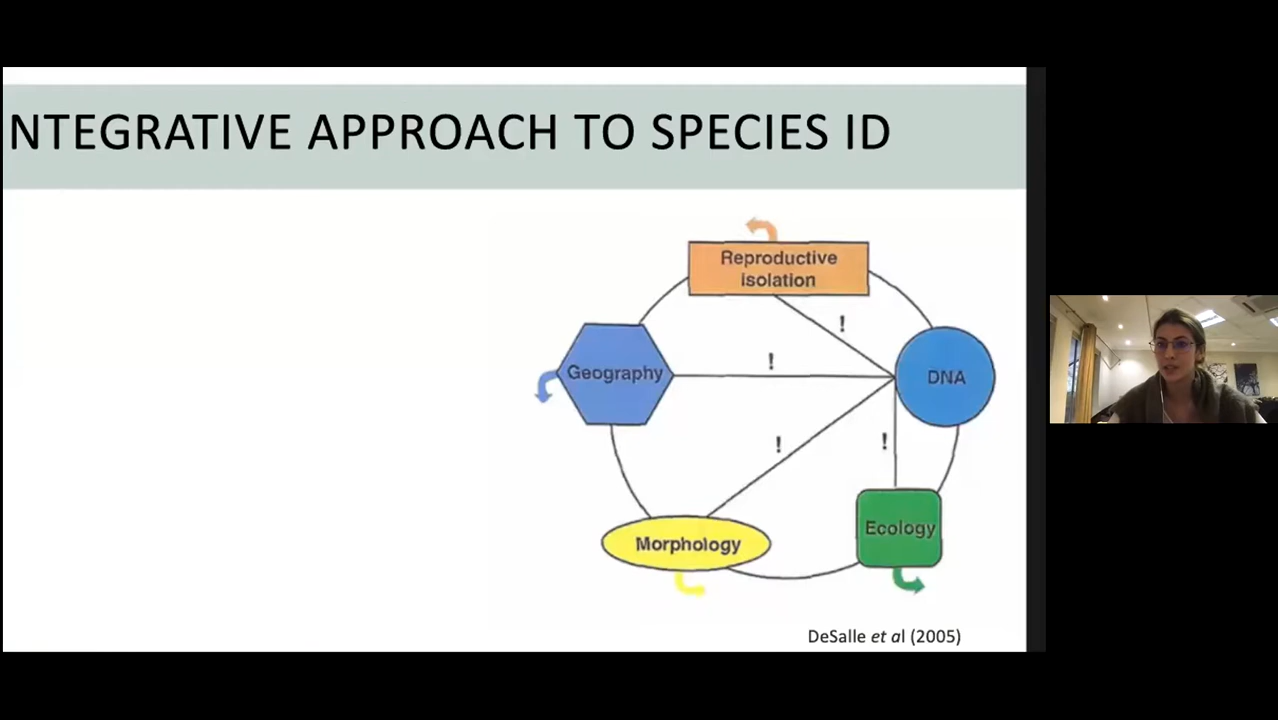 NTEGRATIVE APPROACH TO SPECIES ID
Reproductive
isolation
!
!
Geography
DNA
!
!
Ecology
Morphology
DeSalle et al (2005)